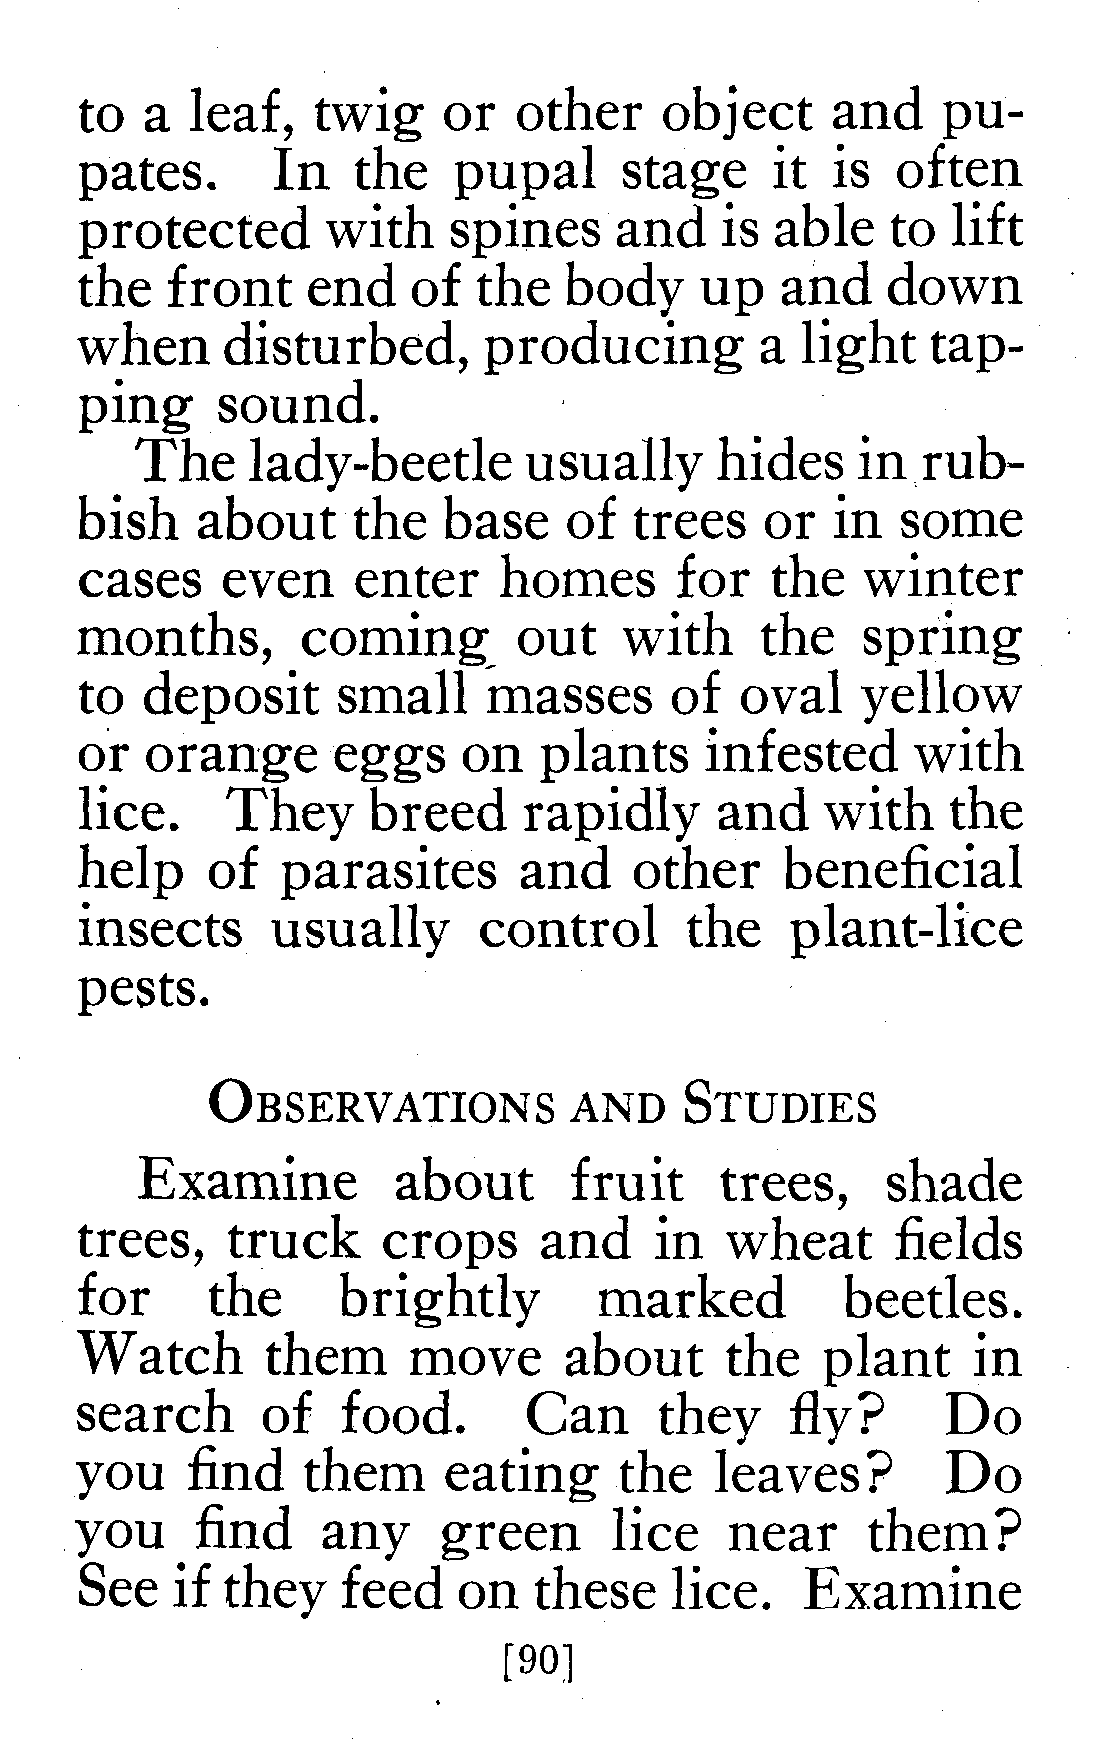 to a leaf, twig or other object and pu-
pates. In the pupal stage it is often
protected with spines and is able to lift
the front end of the body up and down
when disturbed, producing a light tap-
ping sound.
The lady-beetle usually hides in rub-
bish about the base of trees or in some
cases even enter homes for the winter
months, coming out with the spring
to deposit small masses of oval yellow
or orange eggs on plants infested with
lice. They breed rapidly and with the
help of parasites and other beneficial
insects usually control the plant-lice
pests.
OBSERVATIONS AND STUDIES
Examine about fruit trees, shade
trees, truck crops and in wheat fields
for the brightly marked beetles.
Watch them move about the plant in
search of food. Can they fly? Do
you find them eating the leaves? Do
you find any green lice near them?
See if they feed on these lice. Examine
[90]